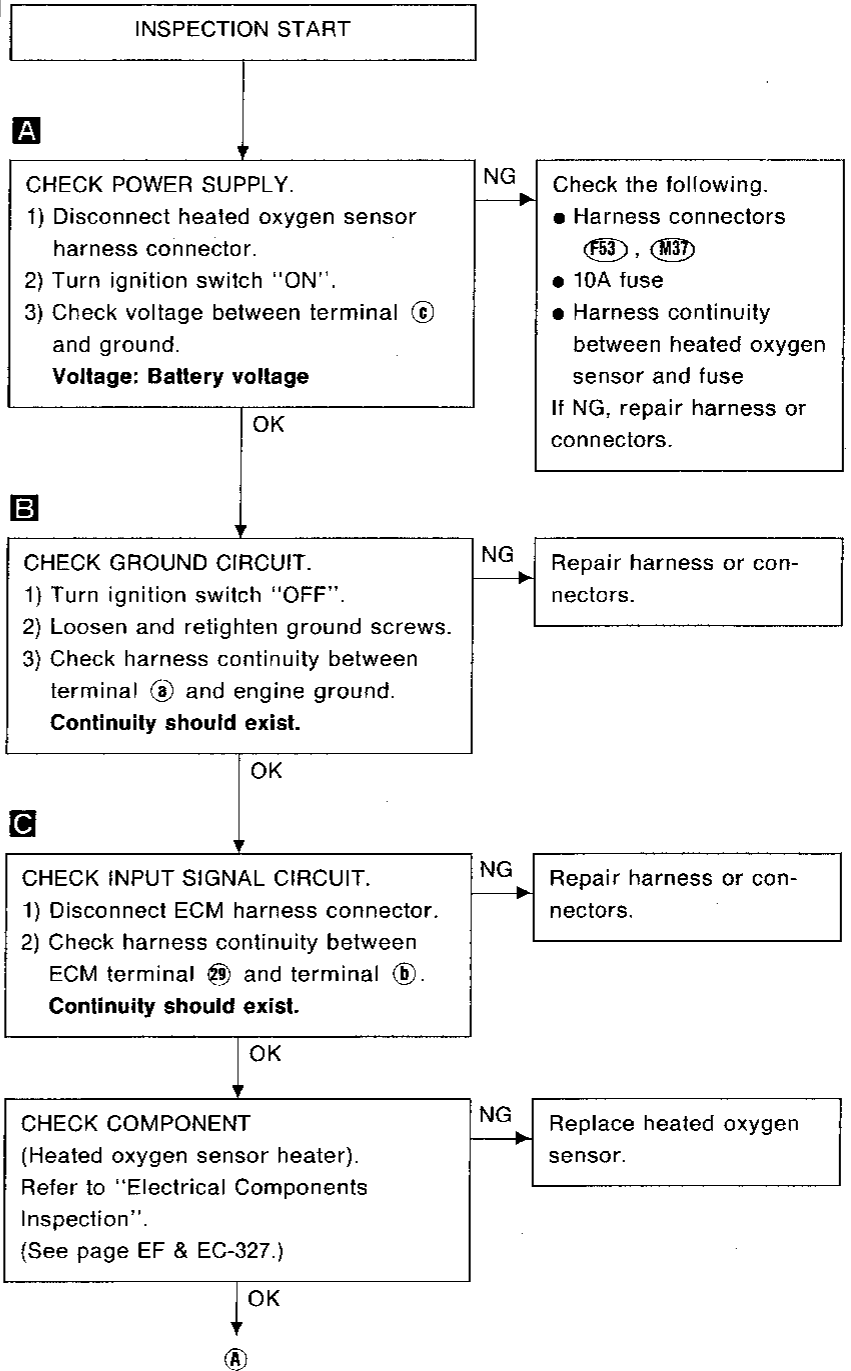 INSPECTION START
A
CHECK POWER SUPPLY.
1) Disconnect heated oxygen sensor
harness connector.
2) Turn ignition switch "ON".
3) Check voltage between terminal ⓒ
and ground.
Voltage: Battery voltage
NG
Check the following.
● Harness connectors
F53 , M37
● 10A fuse
● Harness continuity
between heated oxygen
sensor and fuse
If NG, repair harness or
connectors.
OK
B
CHECK GROUND CIRCUIT.
1) Turn ignition switch "OFF".
2) Loosen and retighten ground screws.
3) Check harness continuity between
terminal ⓐ and engine ground.
Continuity should exist.
NG
Repair harness or con-
nectors.
OK
C
CHECK INPUT SIGNAL CIRCUIT.
1) Disconnect ECM harness connector.
2) Check harness continuity between
ECM terminal ㉙ and terminal ⓑ.
Continuity should exist.
NG
Repair harness or con-
nectors.
OK
CHECK COMPONENT
(Heated oxygen sensor heater).
Refer to "Electrical Components
Inspection".
(See page EF & EC-327.)
NG
Replace heated oxygen
sensor.
OK
Ⓐ